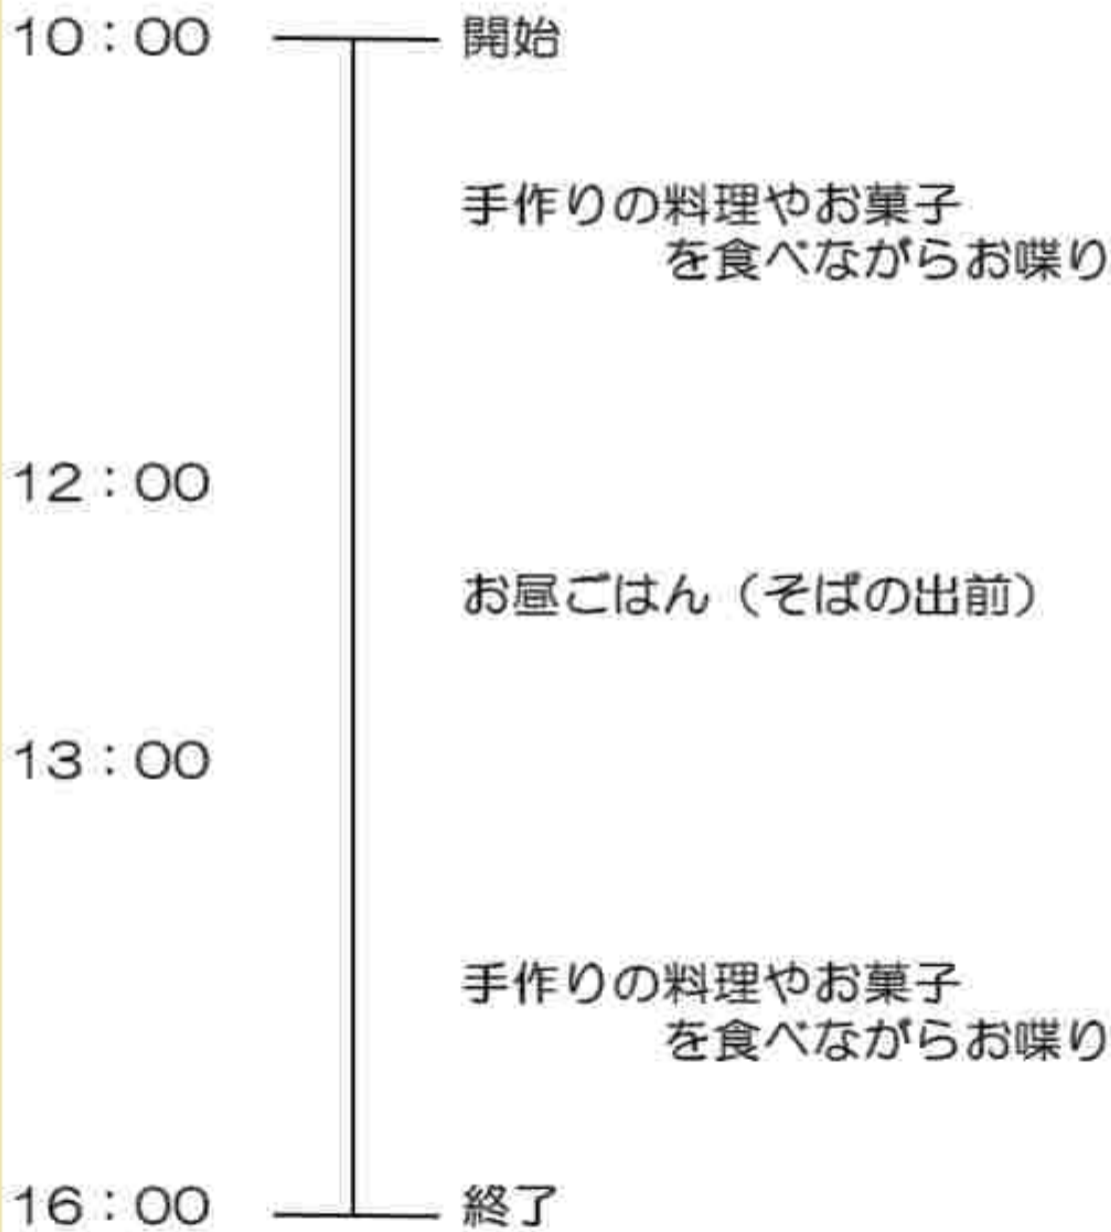 10：00 開始
手作りの料理やお菓子
を食べながらお喋り
12：00
お昼ごはん（そばの出前）
13：00
手作りの料理やお菓子
を食べながらお喋り
16：00 終了